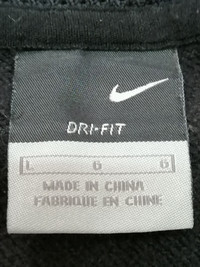 DRI-FIT
L G G
MADE IN CHINA
FABRIQUE EN CHINE